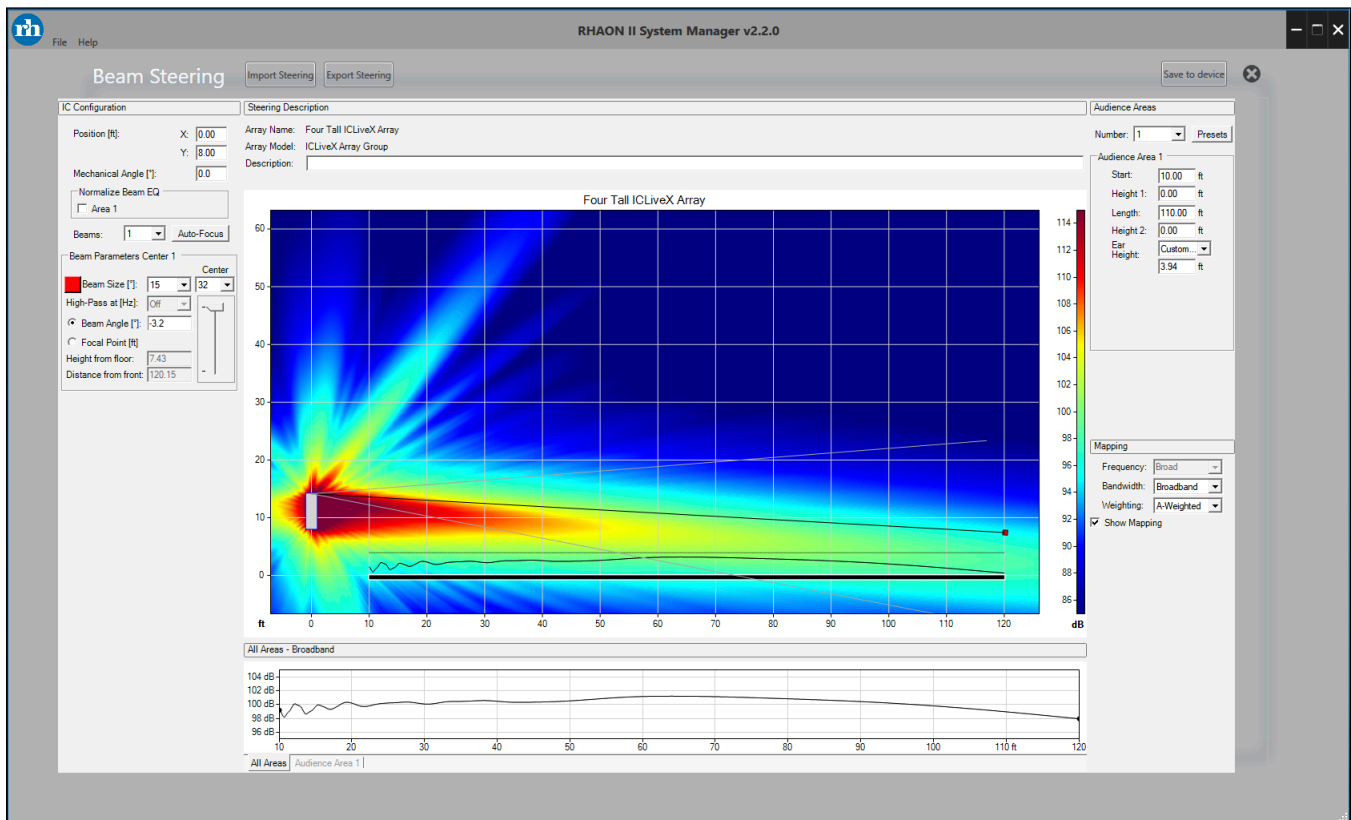 rh
RHAON II System Manager v2.2.0
File Help
Beam Steering
Import Steering
Export Steering
Save to device
IC Configuration
Position [ft]: X: 0.00
Y: 8.00
Mechanical Angle [°]: 0.0
Normalize Beam EQ
Area 1
Beams: 1 Auto-Focus
Beam Parameters Center 1
Center
Beam Size [°]: 15 32
High-Pass at [Hz]: Off
Beam Angle [°]: -3.2
Focal Point [ft]
Height from floor: 7.43
Distance from front: 120.15
Steering Description
Array Name: Four Tall ICLiveX Array
Array Model: ICLiveX Array Group
Description:
Four Tall ICLiveX Array
60
50
40
30
20
10
0
ft 0 10 20 30 40 50 60 70 80 90 100 110 120 dB
114
112
110
108
106
104
102
100
98
96
94
92
90
88
86
All Areas - Broadband
104 dB
102 dB
100 dB
98 dB
96 dB
10 20 30 40 50 60 70 80 90 100 110 ft 120
All Areas Audience Area 1
Audience Areas
Number: 1 Presets
Audience Area 1
Start: 10.00 ft
Height 1: 0.00 ft
Length: 110.00 ft
Height 2: 0.00 ft
Ear Height: Custom...
3.94 ft
Mapping
Frequency: Broad
Bandwidth: Broadband
Weighting: A-Weighted
Show Mapping